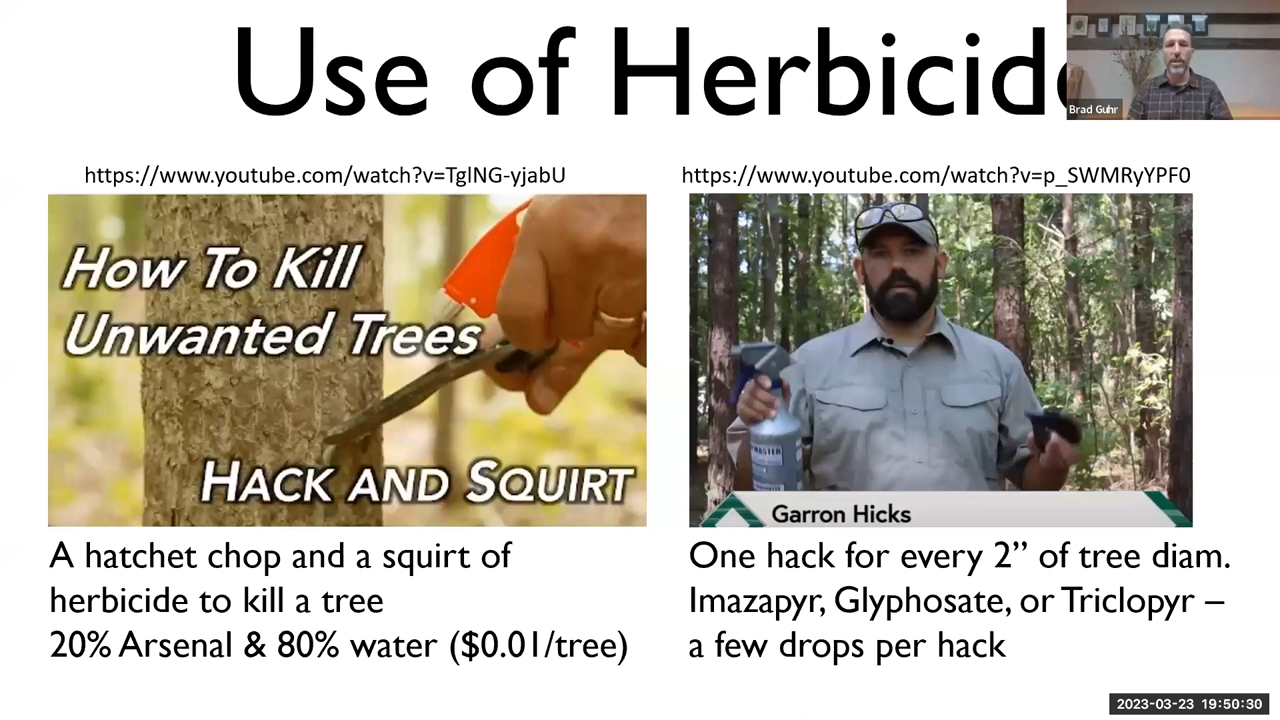 Use of Herbicid
Brad Guhr
https://www.youtube.com/watch?v=TglNG-yjabU
https://www.youtube.com/watch?v=p_SWMRyYPF0
How To Kill
Unwanted Trees
HACK AND SQUIRT
Garron Hicks
A hatchet chop and a squirt of
herbicide to kill a tree
20% Arsenal & 80% water ($0.01/tree)
One hack for every 2” of tree diam.
Imazapyr, Glyphosate, or Triclopyr –
a few drops per hack
2023-03-23 19:50:30